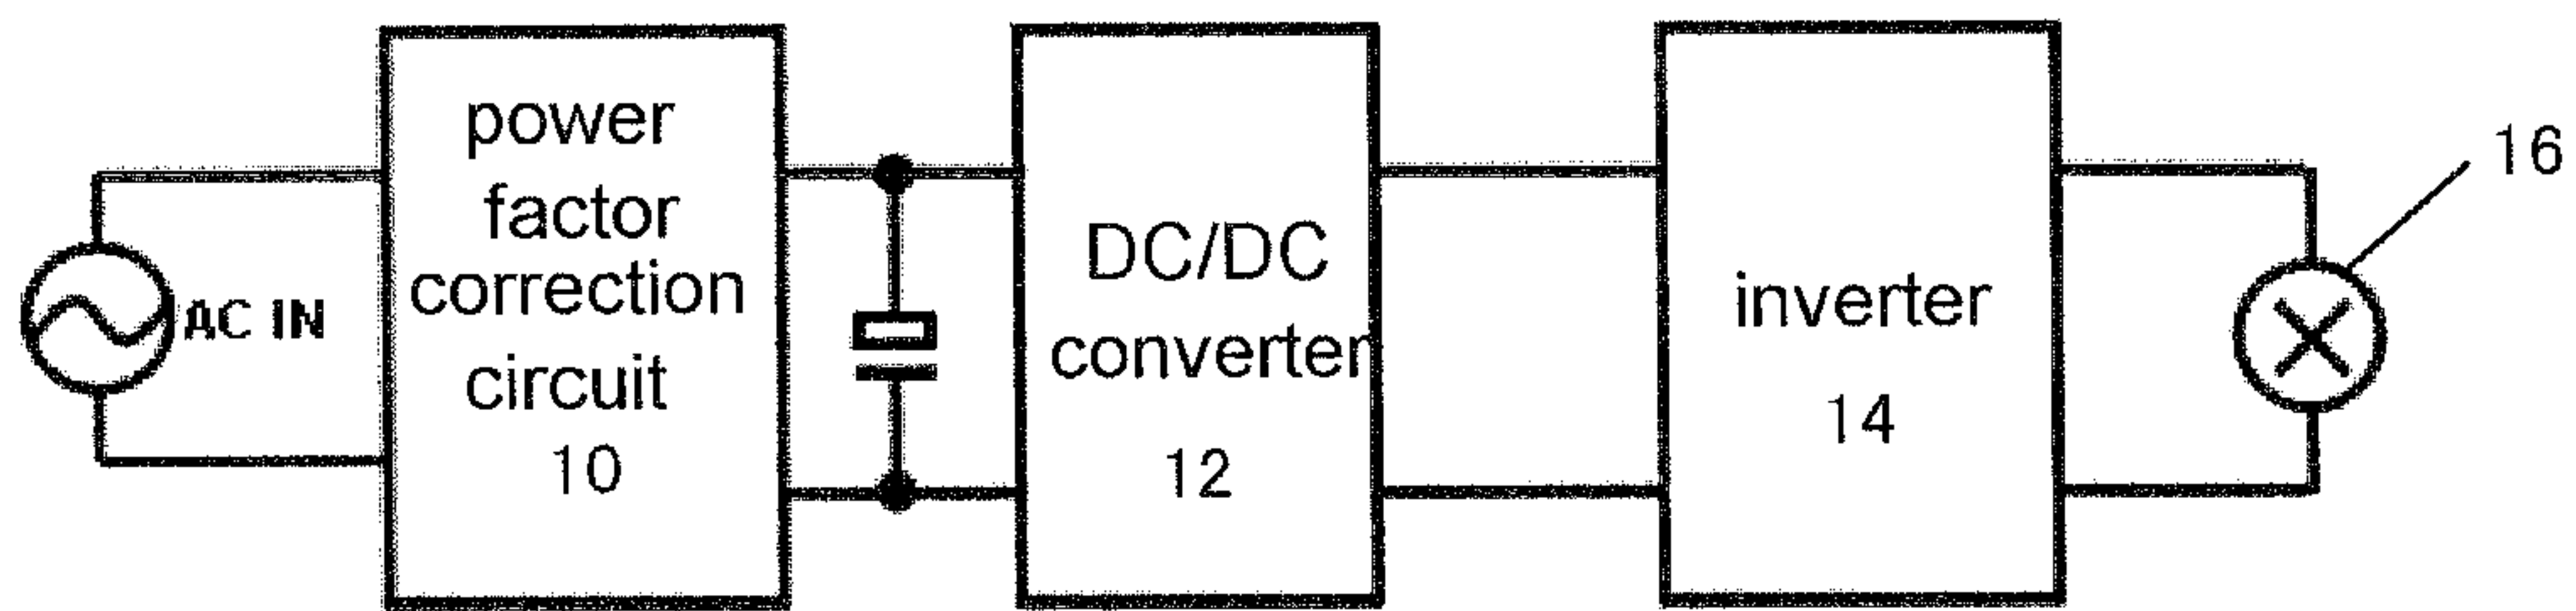 AC IN
power
factor
correction
circuit
10
DC/DC
converter
12
inverter
14
16